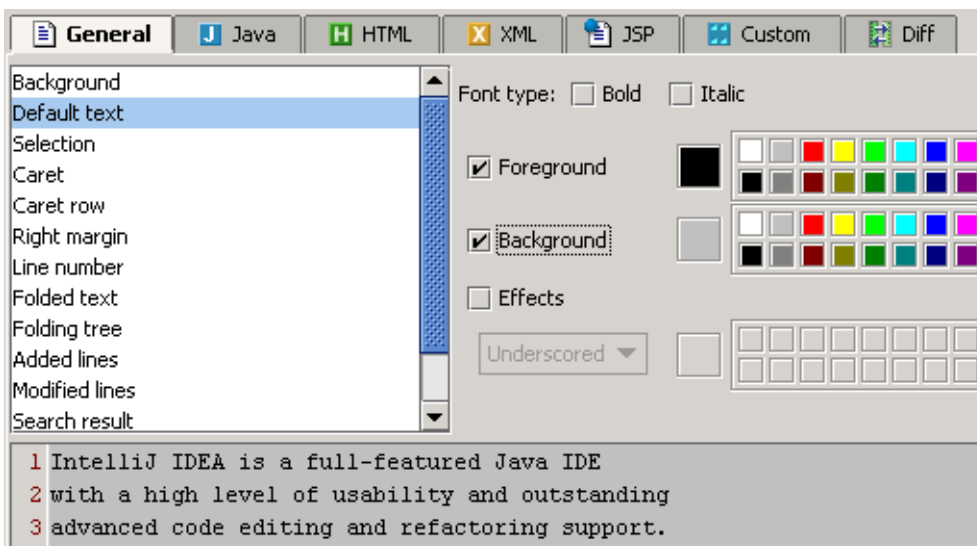 General Java HTML XML JSP Custom Diff
Background
Default text
Selection
Caret
Caret row
Right margin
Line number
Folded text
Folding tree
Added lines
Modified lines
Search result
Font type: Bold Italic
Foreground
Background
Effects
Underscored
1 IntelliJ IDEA is a full-featured Java IDE
2 with a high level of usability and outstanding
3 advanced code editing and refactoring support.